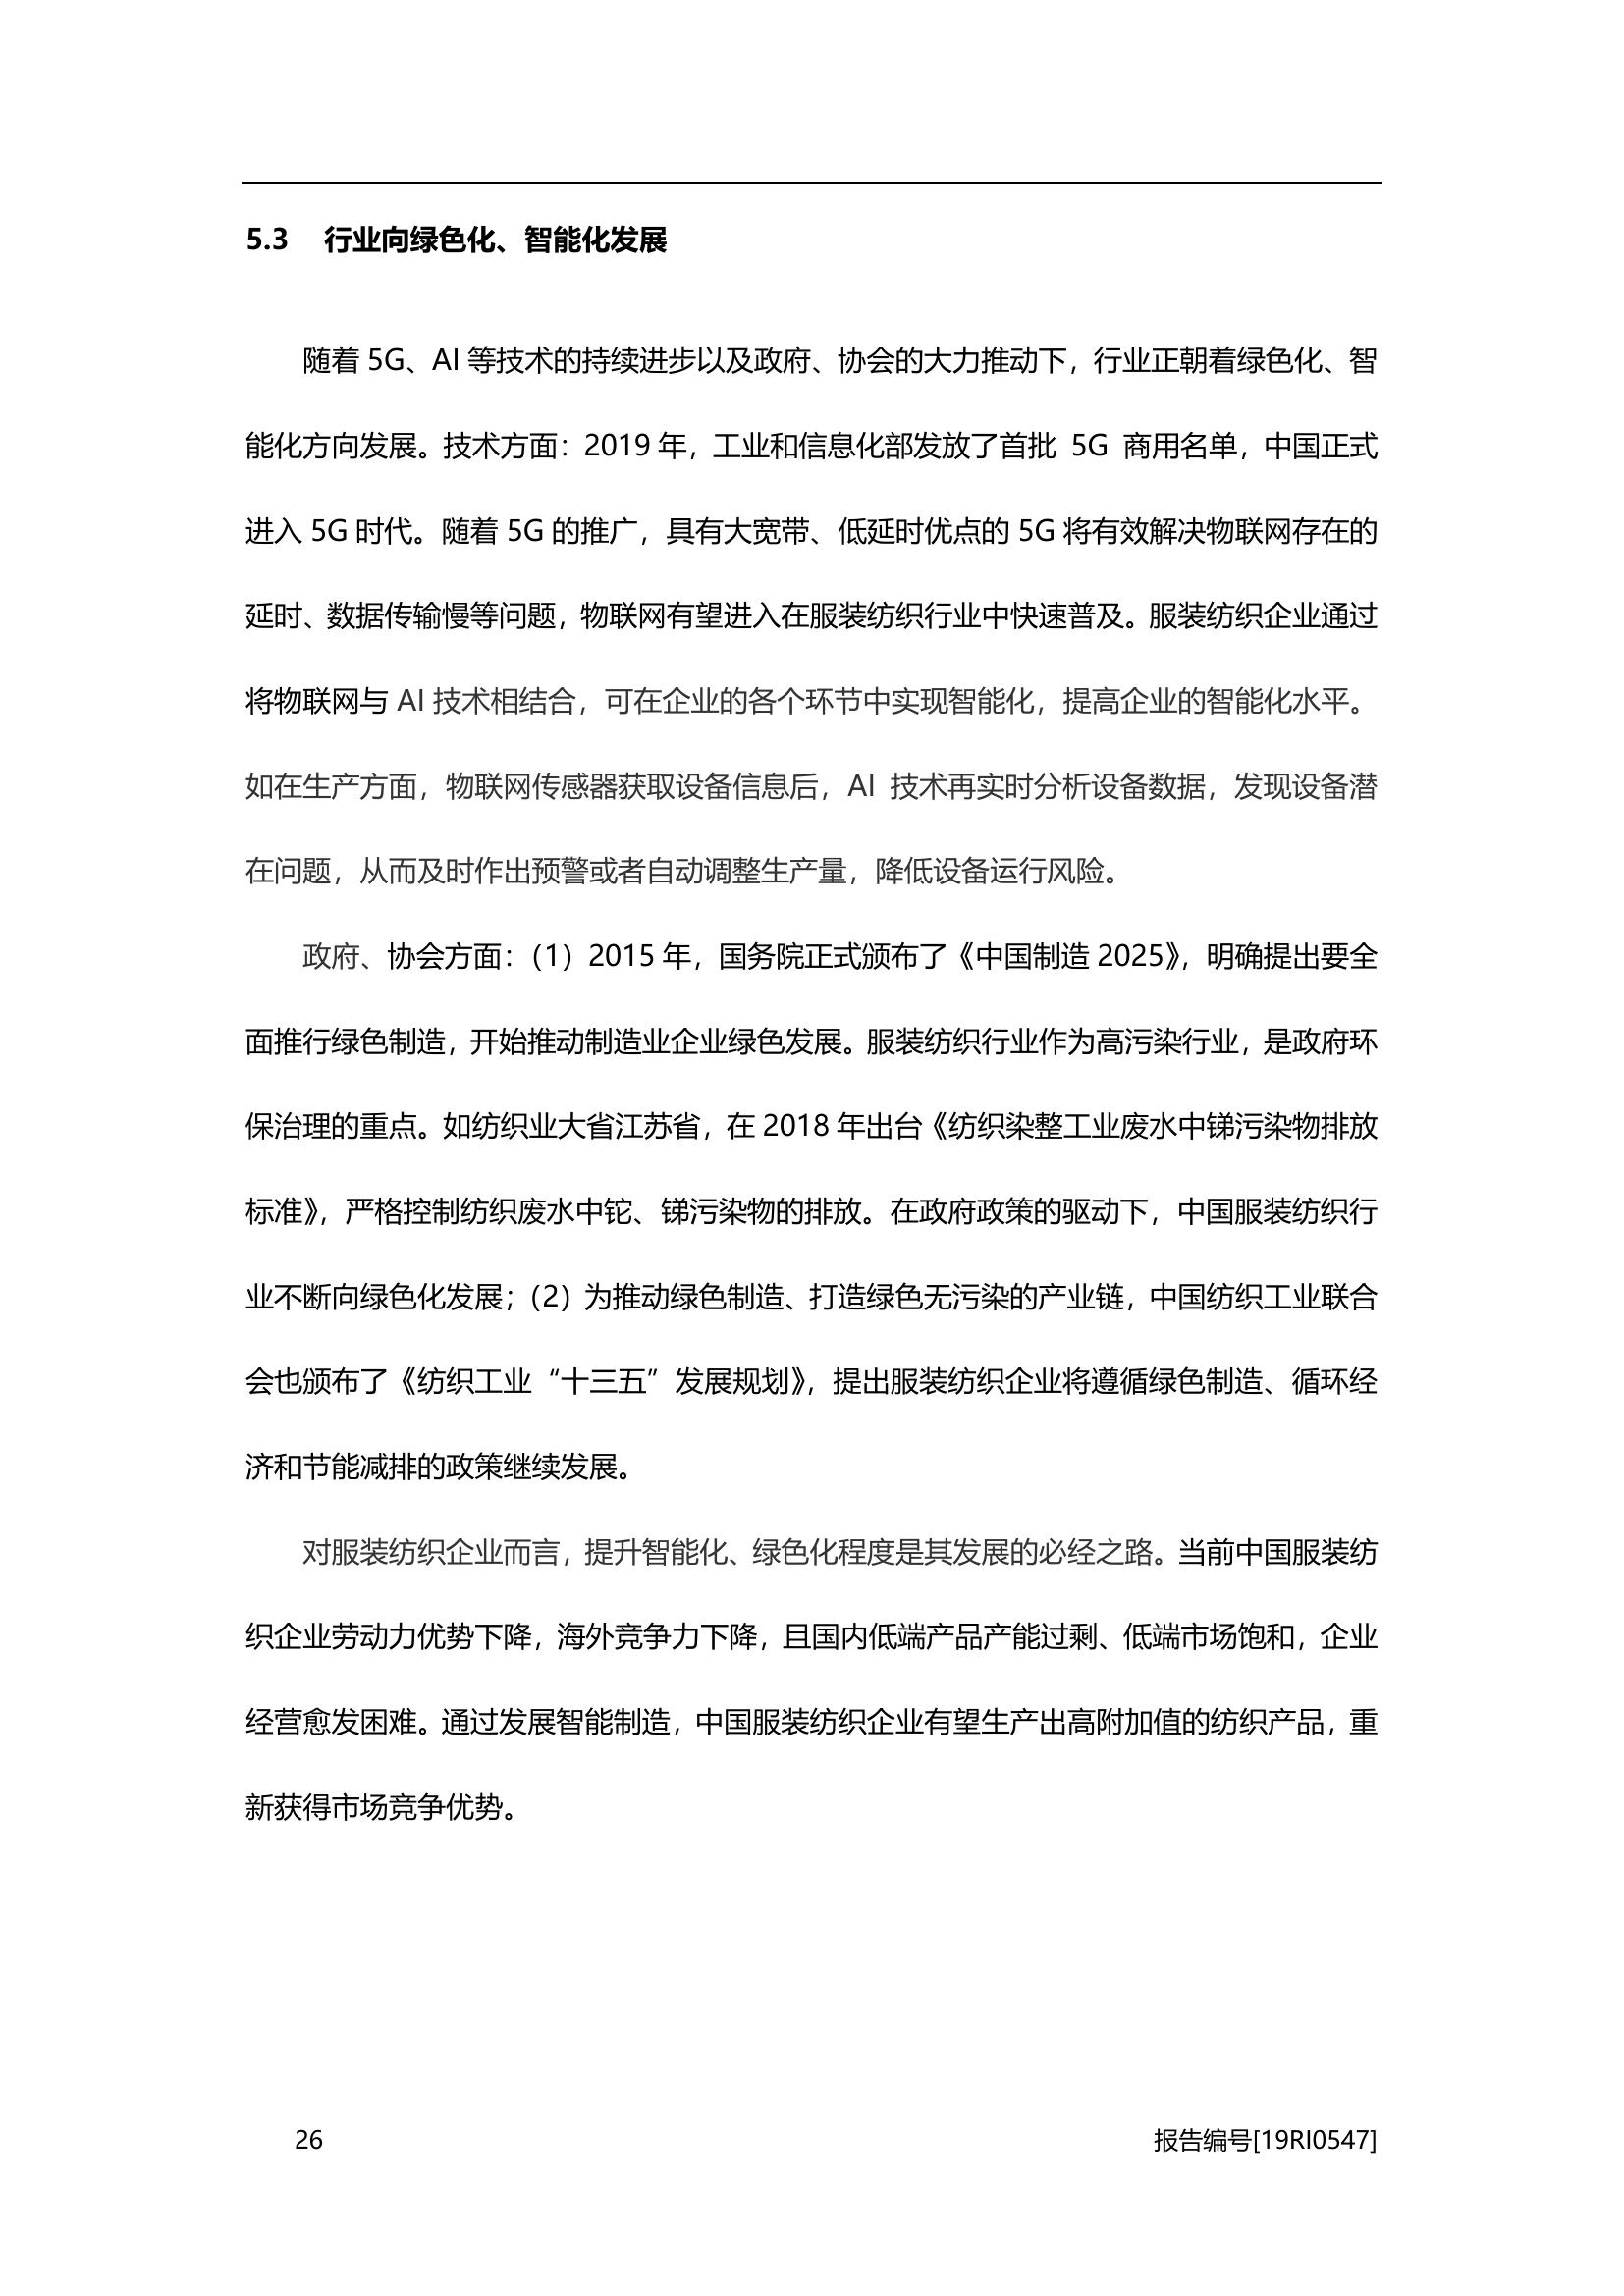 5.3 行业向绿色化、智能化发展
随着 5G、AI 等技术的持续进步以及政府、协会的大力推动下，行业正朝着绿色化、智
能化方向发展。技术方面：2019 年，工业和信息化部发放了首批 5G 商用名单，中国正式
进入 5G 时代。随着 5G 的推广，具有大宽带、低延时优点的 5G 将有效解决物联网存在的
延时、数据传输慢等问题，物联网有望进入在服装纺织行业中快速普及。服装纺织企业通过
将物联网与 AI 技术相结合，可在企业的各个环节中实现智能化，提高企业的智能化水平。
如在生产方面，物联网传感器获取设备信息后，AI 技术再实时分析设备数据，发现设备潜
在问题，从而及时作出预警或者自动调整生产量，降低设备运行风险。
政府、协会方面：（1）2015 年，国务院正式颁布了《中国制造 2025》，明确提出要全
面推行绿色制造，开始推动制造业企业绿色发展。服装纺织行业作为高污染行业，是政府环
保治理的重点。如纺织业大省江苏省，在 2018 年出台《纺织染整工业废水中锑污染物排放
标准》，严格控制纺织废水中铊、锑污染物的排放。在政府政策的驱动下，中国服装纺织行
业不断向绿色化发展；（2）为推动绿色制造、打造绿色无污染的产业链，中国纺织工业联合
会也颁布了《纺织工业“十三五”发展规划》，提出服装纺织企业将遵循绿色制造、循环经
济和节能减排的政策继续发展。
对服装纺织企业而言，提升智能化、绿色化程度是其发展的必经之路。当前中国服装纺
织企业劳动力优势下降，海外竞争力下降，且国内低端产品产能过剩、低端市场饱和，企业
经营愈发困难。通过发展智能制造，中国服装纺织企业有望生产出高附加值的纺织产品，重
新获得市场竞争优势。
26 报告编号[19RI0547]